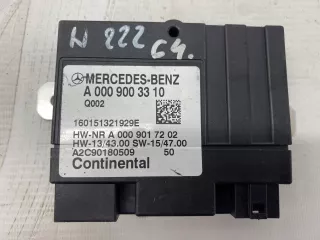 N 222 64.
MERCEDES-BENZ
A 000 900 33 10
Q002
160151321929E
HW-NR A 000 901 72 02
HW-13/43.00 SW-15/47.00
A2C90180509 50
Continental